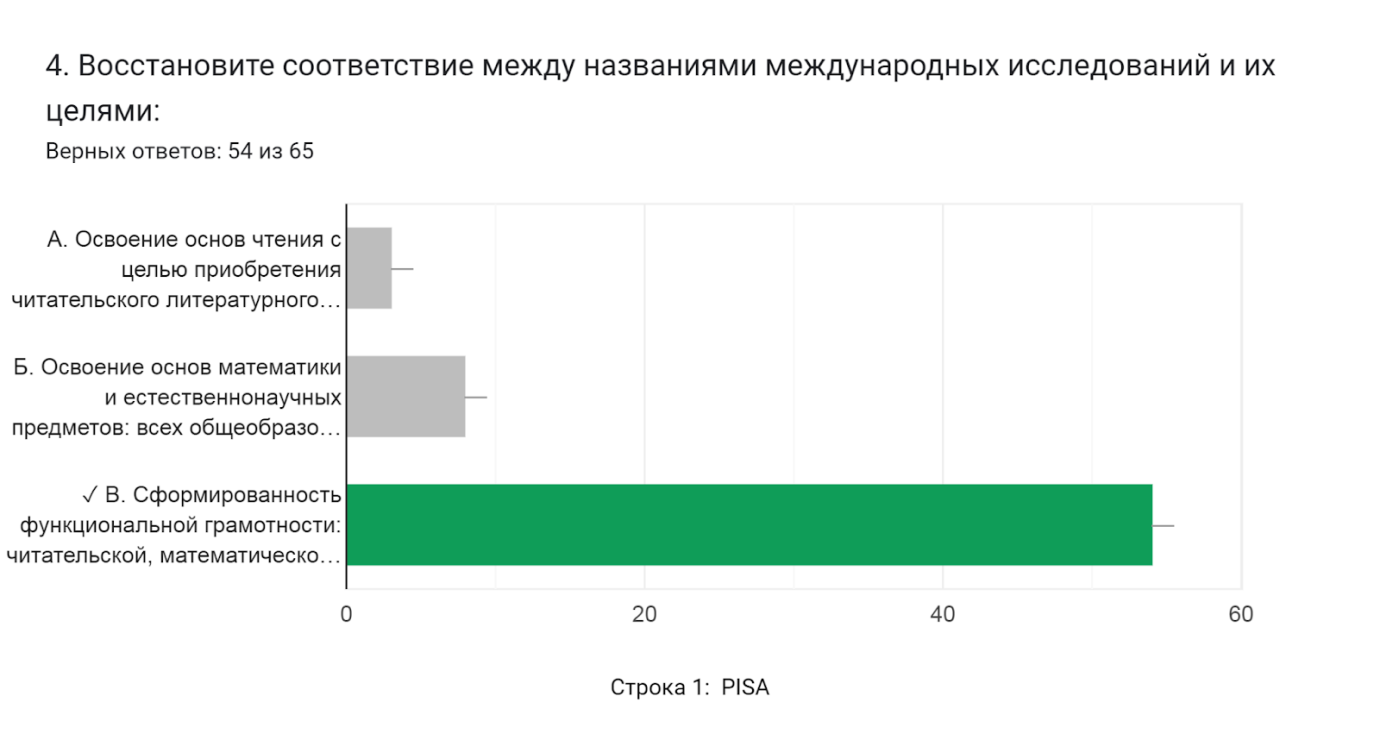 4. Восстановите соответствие между названиями международных исследований и их
целями:
Верных ответов: 54 из 65
А. Освоение основ чтения с
целью приобретения
читательского литературного…
Б. Освоение основ математики
и естественнонаучных
предметов: всех общеобразо…
✓ В. Сформированность
функциональной грамотности:
читательской, математическо…
0 20 40 60
Строка 1: PISA